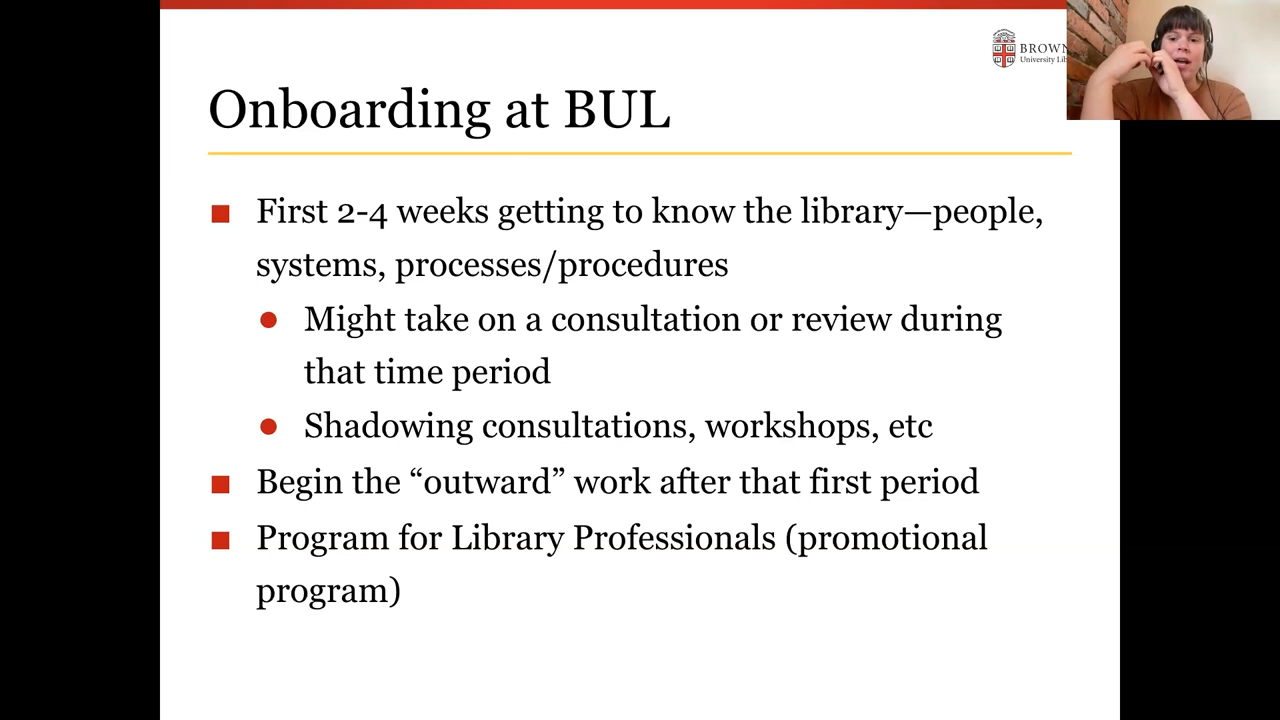 BROWN
University Lib
Onboarding at BUL
First 2-4 weeks getting to know the library—people,
systems, processes/procedures
Might take on a consultation or review during
that time period
Shadowing consultations, workshops, etc
Begin the “outward” work after that first period
Program for Library Professionals (promotional
program)